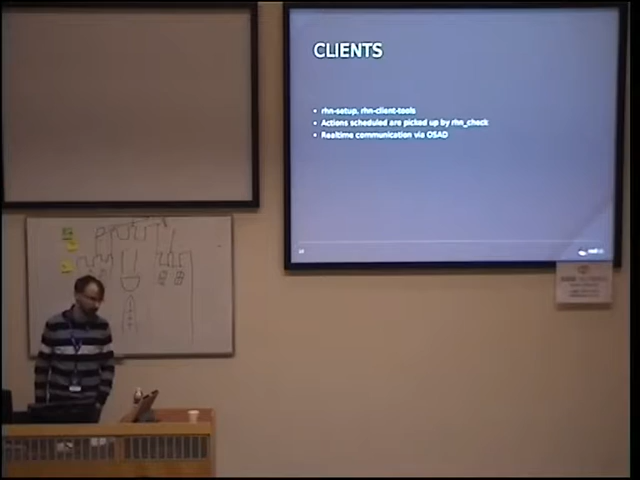 CLIENTS
• rhn-setup, rhn-client-tools
• Actions scheduled are picked up by rhn_check
• Realtime communication via OSAD